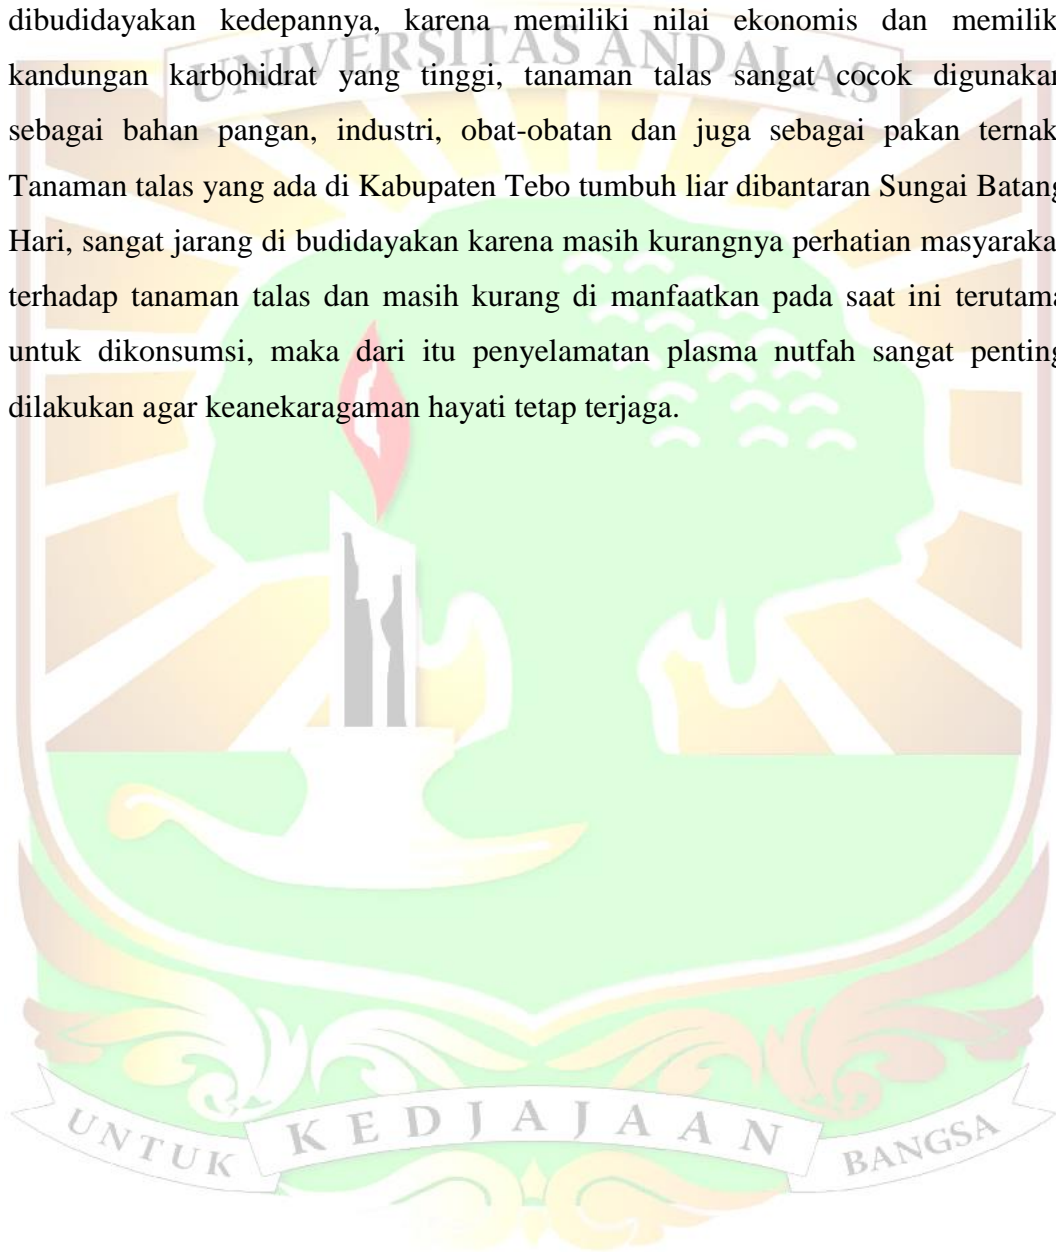 dibudidayakan kedepannya, karena memiliki nilai ekonomis dan memilik
kandungan karbohidrat yang tinggi, tanaman talas sangat cocok digunakan
sebagai bahan pangan, industri, obat-obatan dan juga sebagai pakan ternak
Tanaman talas yang ada di Kabupaten Tebo tumbuh liar dibantaran Sungai Batang
Hari, sangat jarang di budidayakan karena masih kurangnya perhatian masyaraka
terhadap tanaman talas dan masih kurang di manfaatkan pada saat ini terutama
untuk dikonsumsi, maka dari itu penyelamatan plasma nutfah sangat penting
dilakukan agar keanekaragaman hayati tetap terjaga.
UNIVERSITAS ANDALAS
UNTUK KEDJAJAAN BANGSA